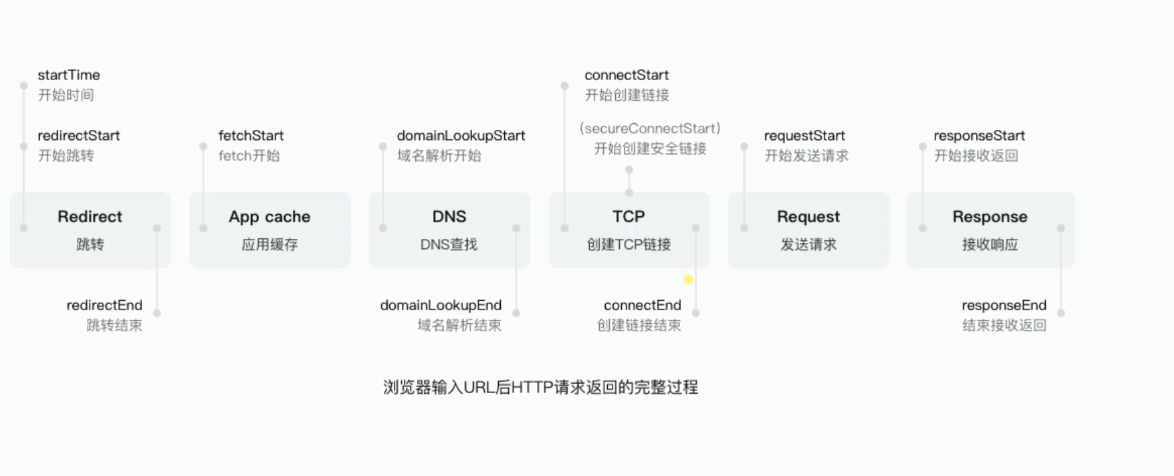 startTime
开始时间
redirectStart
开始跳转
fetchStart
fetch开始
domainLookupStart
域名解析开始
connectStart
开始创建链接
(secureConnectStart)
开始创建安全链接
requestStart
开始发送请求
responseStart
开始接收返回
Redirect
跳转
App cache
应用缓存
DNS
DNS查找
TCP
创建TCP链接
Request
发送请求
Response
接收响应
redirectEnd
跳转结束
domainLookupEnd
域名解析结束
connectEnd
创建链接结束
responseEnd
结束接收返回
浏览器输入URL后HTTP请求返回的完整过程